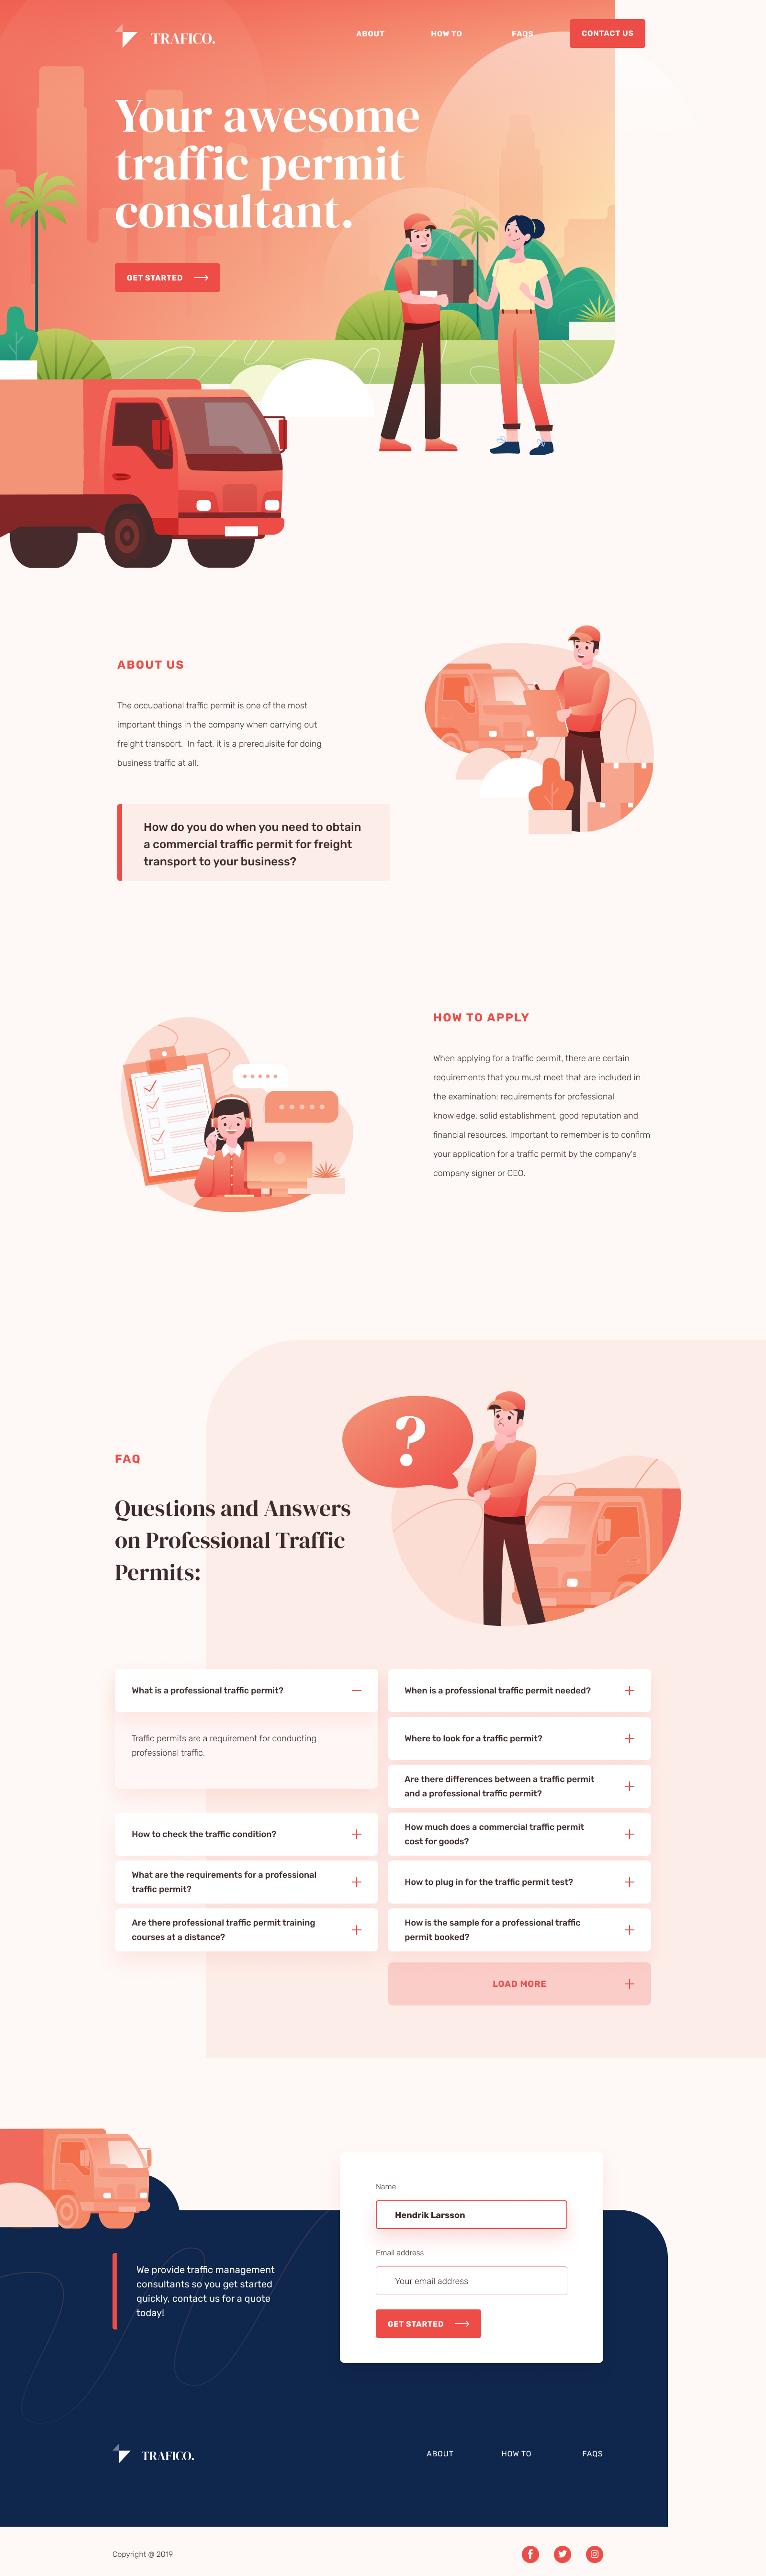 TRAFICO.
ABOUT
HOW TO
FAQS
CONTACT US
Your awesome
traffic permit
consultant.
GET STARTED
ABOUT US
The occupational traffic permit is one of the most
important things in the company when carrying out
freight transport.  In fact, it is a prerequisite for doing
business traffic at all.
How do you do when you need to obtain
a commercial traffic permit for freight
transport to your business?
HOW TO APPLY
When applying for a traffic permit, there are certain
requirements that you must meet that are included in
the examination: requirements for professional
knowledge, solid establishment, good reputation and
financial resources. Important to remember is to confirm
your application for a traffic permit by the company's
company signer or CEO.
?
FAQ
Questions and Answers
on Professional Traffic
Permits:
What is a professional traffic permit?
Traffic permits are a requirement for conducting
professional traffic.
How to check the traffic condition?
What are the requirements for a professional
traffic permit?
Are there professional traffic permit training
courses at a distance?
When is a professional traffic permit needed?
Where to look for a traffic permit?
Are there differences between a traffic permit
and a professional traffic permit?
How much does a commercial traffic permit
cost for goods?
How to plug in for the traffic permit test?
How is the sample for a professional traffic
permit booked?
LOAD MORE
We provide traffic management
consultants so you get started
quickly, contact us for a quote
today!
Name
Hendrik Larsson
Email address
Your email address
GET STARTED
TRAFICO.
ABOUT
HOW TO
FAQS
Copyright @ 2019